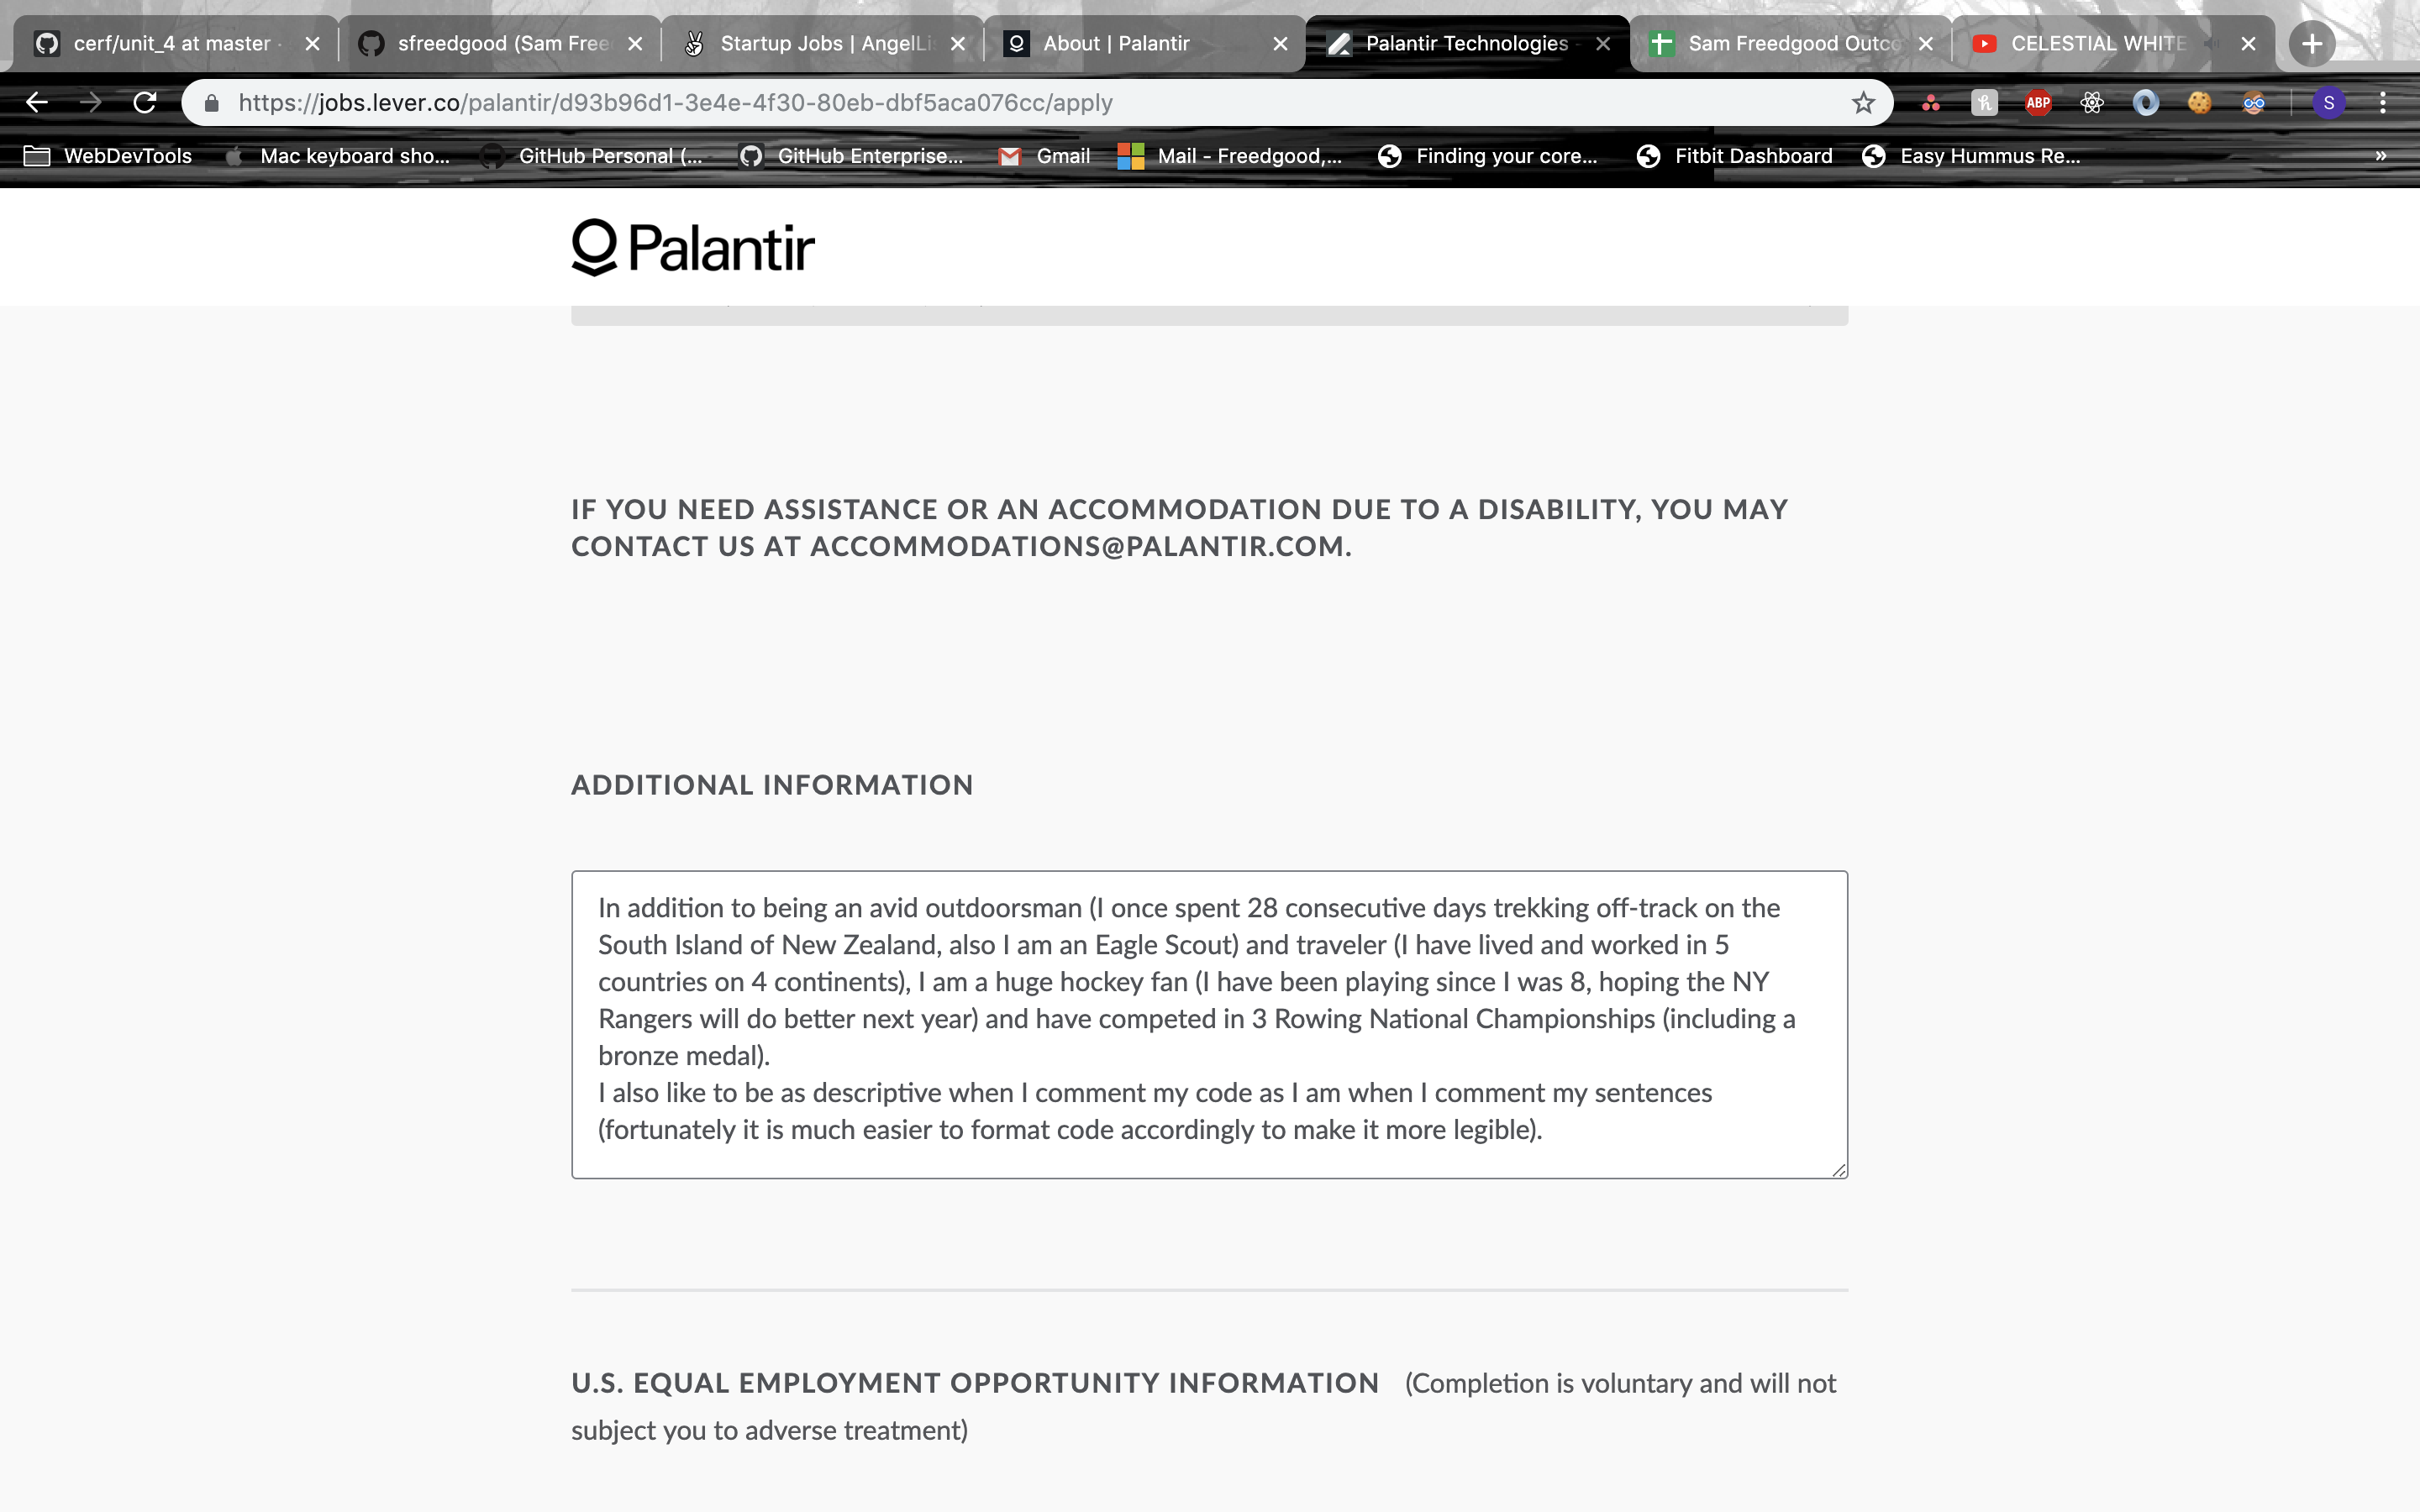 cerf/unit_4 at master
sfreedgood (Sam Free
Startup Jobs | AngelLi
About | Palantir
Palantir Technologies
Sam Freedgood Outco
CELESTIAL WHITE
https://jobs.lever.co/palantir/d93b96d1-3e4e-4f30-80eb-dbf5aca076cc/apply
ABP
S
WebDevTools
Mac keyboard sho...
GitHub Personal (...
GitHub Enterprise...
Gmail
Mail - Freedgood,...
Finding your core...
Fitbit Dashboard
Easy Hummus Re...
»
Palantir
IF YOU NEED ASSISTANCE OR AN ACCOMMODATION DUE TO A DISABILITY, YOU MAY
CONTACT US AT ACCOMMODATIONS@PALANTIR.COM.
ADDITIONAL INFORMATION
In addition to being an avid outdoorsman (I once spent 28 consecutive days trekking off-track on the
South Island of New Zealand, also I am an Eagle Scout) and traveler (I have lived and worked in 5
countries on 4 continents), I am a huge hockey fan (I have been playing since I was 8, hoping the NY
Rangers will do better next year) and have competed in 3 Rowing National Championships (including a
bronze medal).
I also like to be as descriptive when I comment my code as I am when I comment my sentences
(fortunately it is much easier to format code accordingly to make it more legible).
U.S. EQUAL EMPLOYMENT OPPORTUNITY INFORMATION (Completion is voluntary and will not
subject you to adverse treatment)